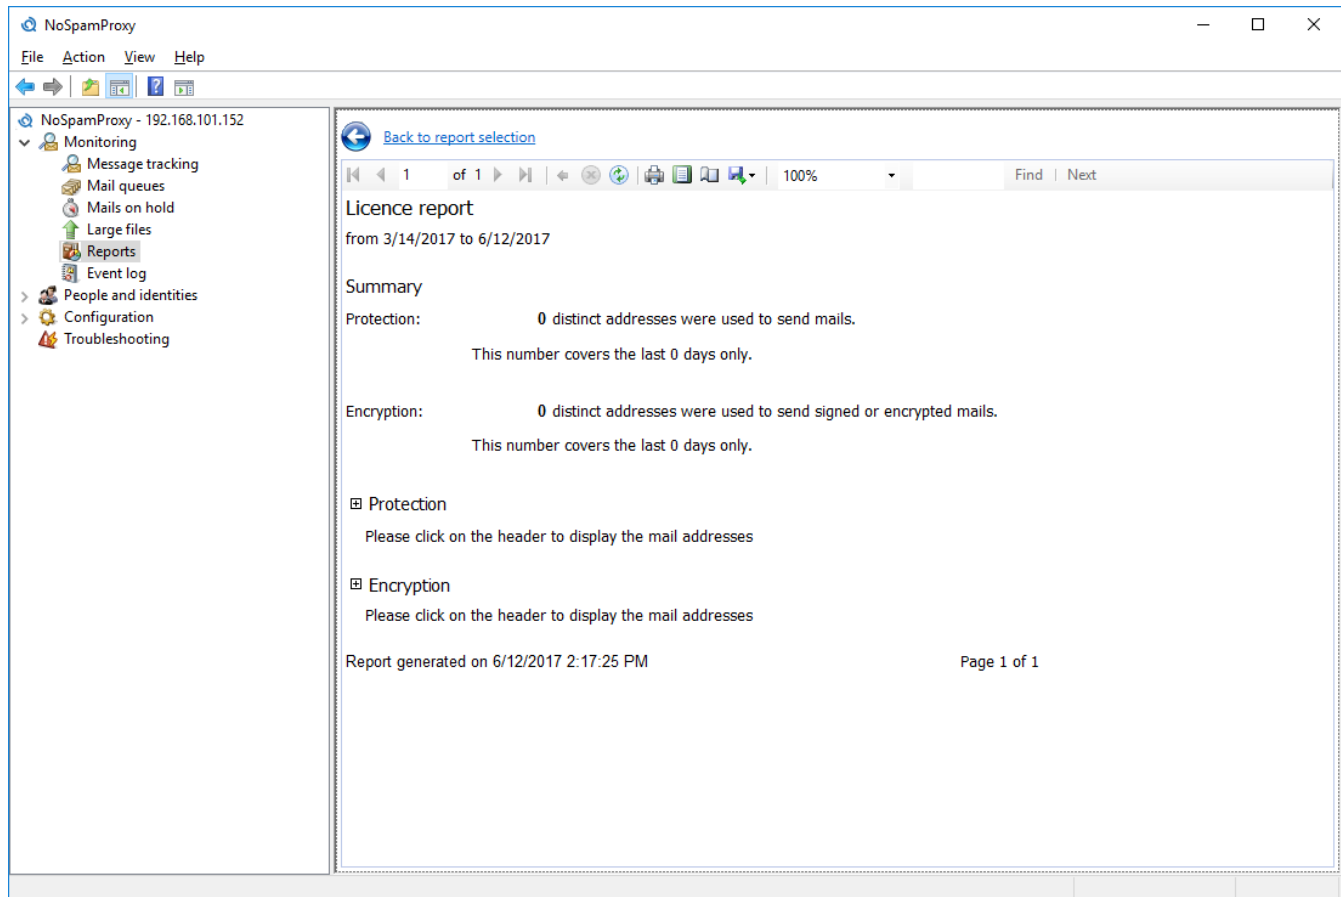 NoSpamProxy
File Action View Help
NoSpamProxy - 192.168.101.152
Monitoring
Message tracking
Mail queues
Mails on hold
Large files
Reports
Event log
People and identities
Configuration
Troubleshooting
Back to report selection
1 of 1 100% Find | Next
Licence report
from 3/14/2017 to 6/12/2017
Summary
Protection: 0 distinct addresses were used to send mails.
This number covers the last 0 days only.
Encryption: 0 distinct addresses were used to send signed or encrypted mails.
This number covers the last 0 days only.
Protection
Please click on the header to display the mail addresses
Encryption
Please click on the header to display the mail addresses
Report generated on 6/12/2017 2:17:25 PM Page 1 of 1